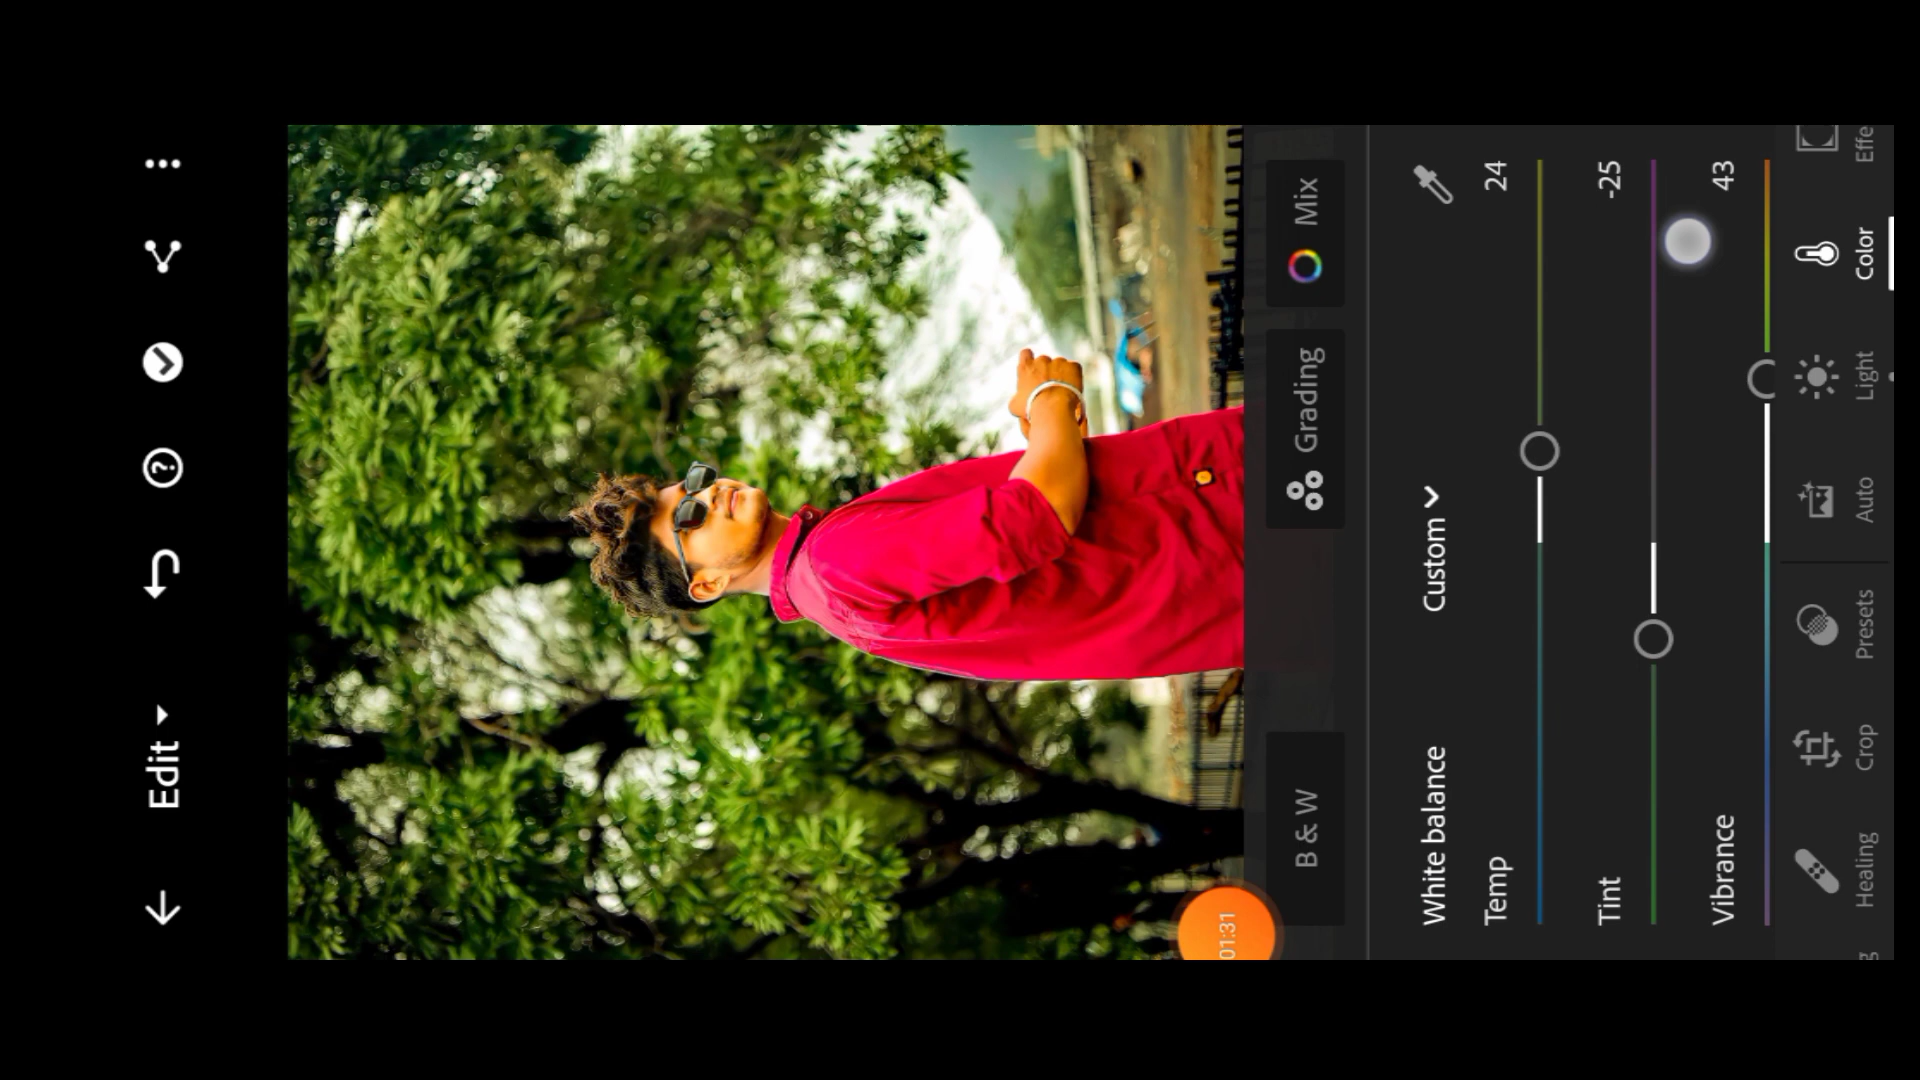 Edit
01:31
B & W
Grading
Mix
White balance
Custom
Temp
24
Tint
-25
Vibrance
43
Healing
Crop
Presets
Auto
Light
Color
Effe